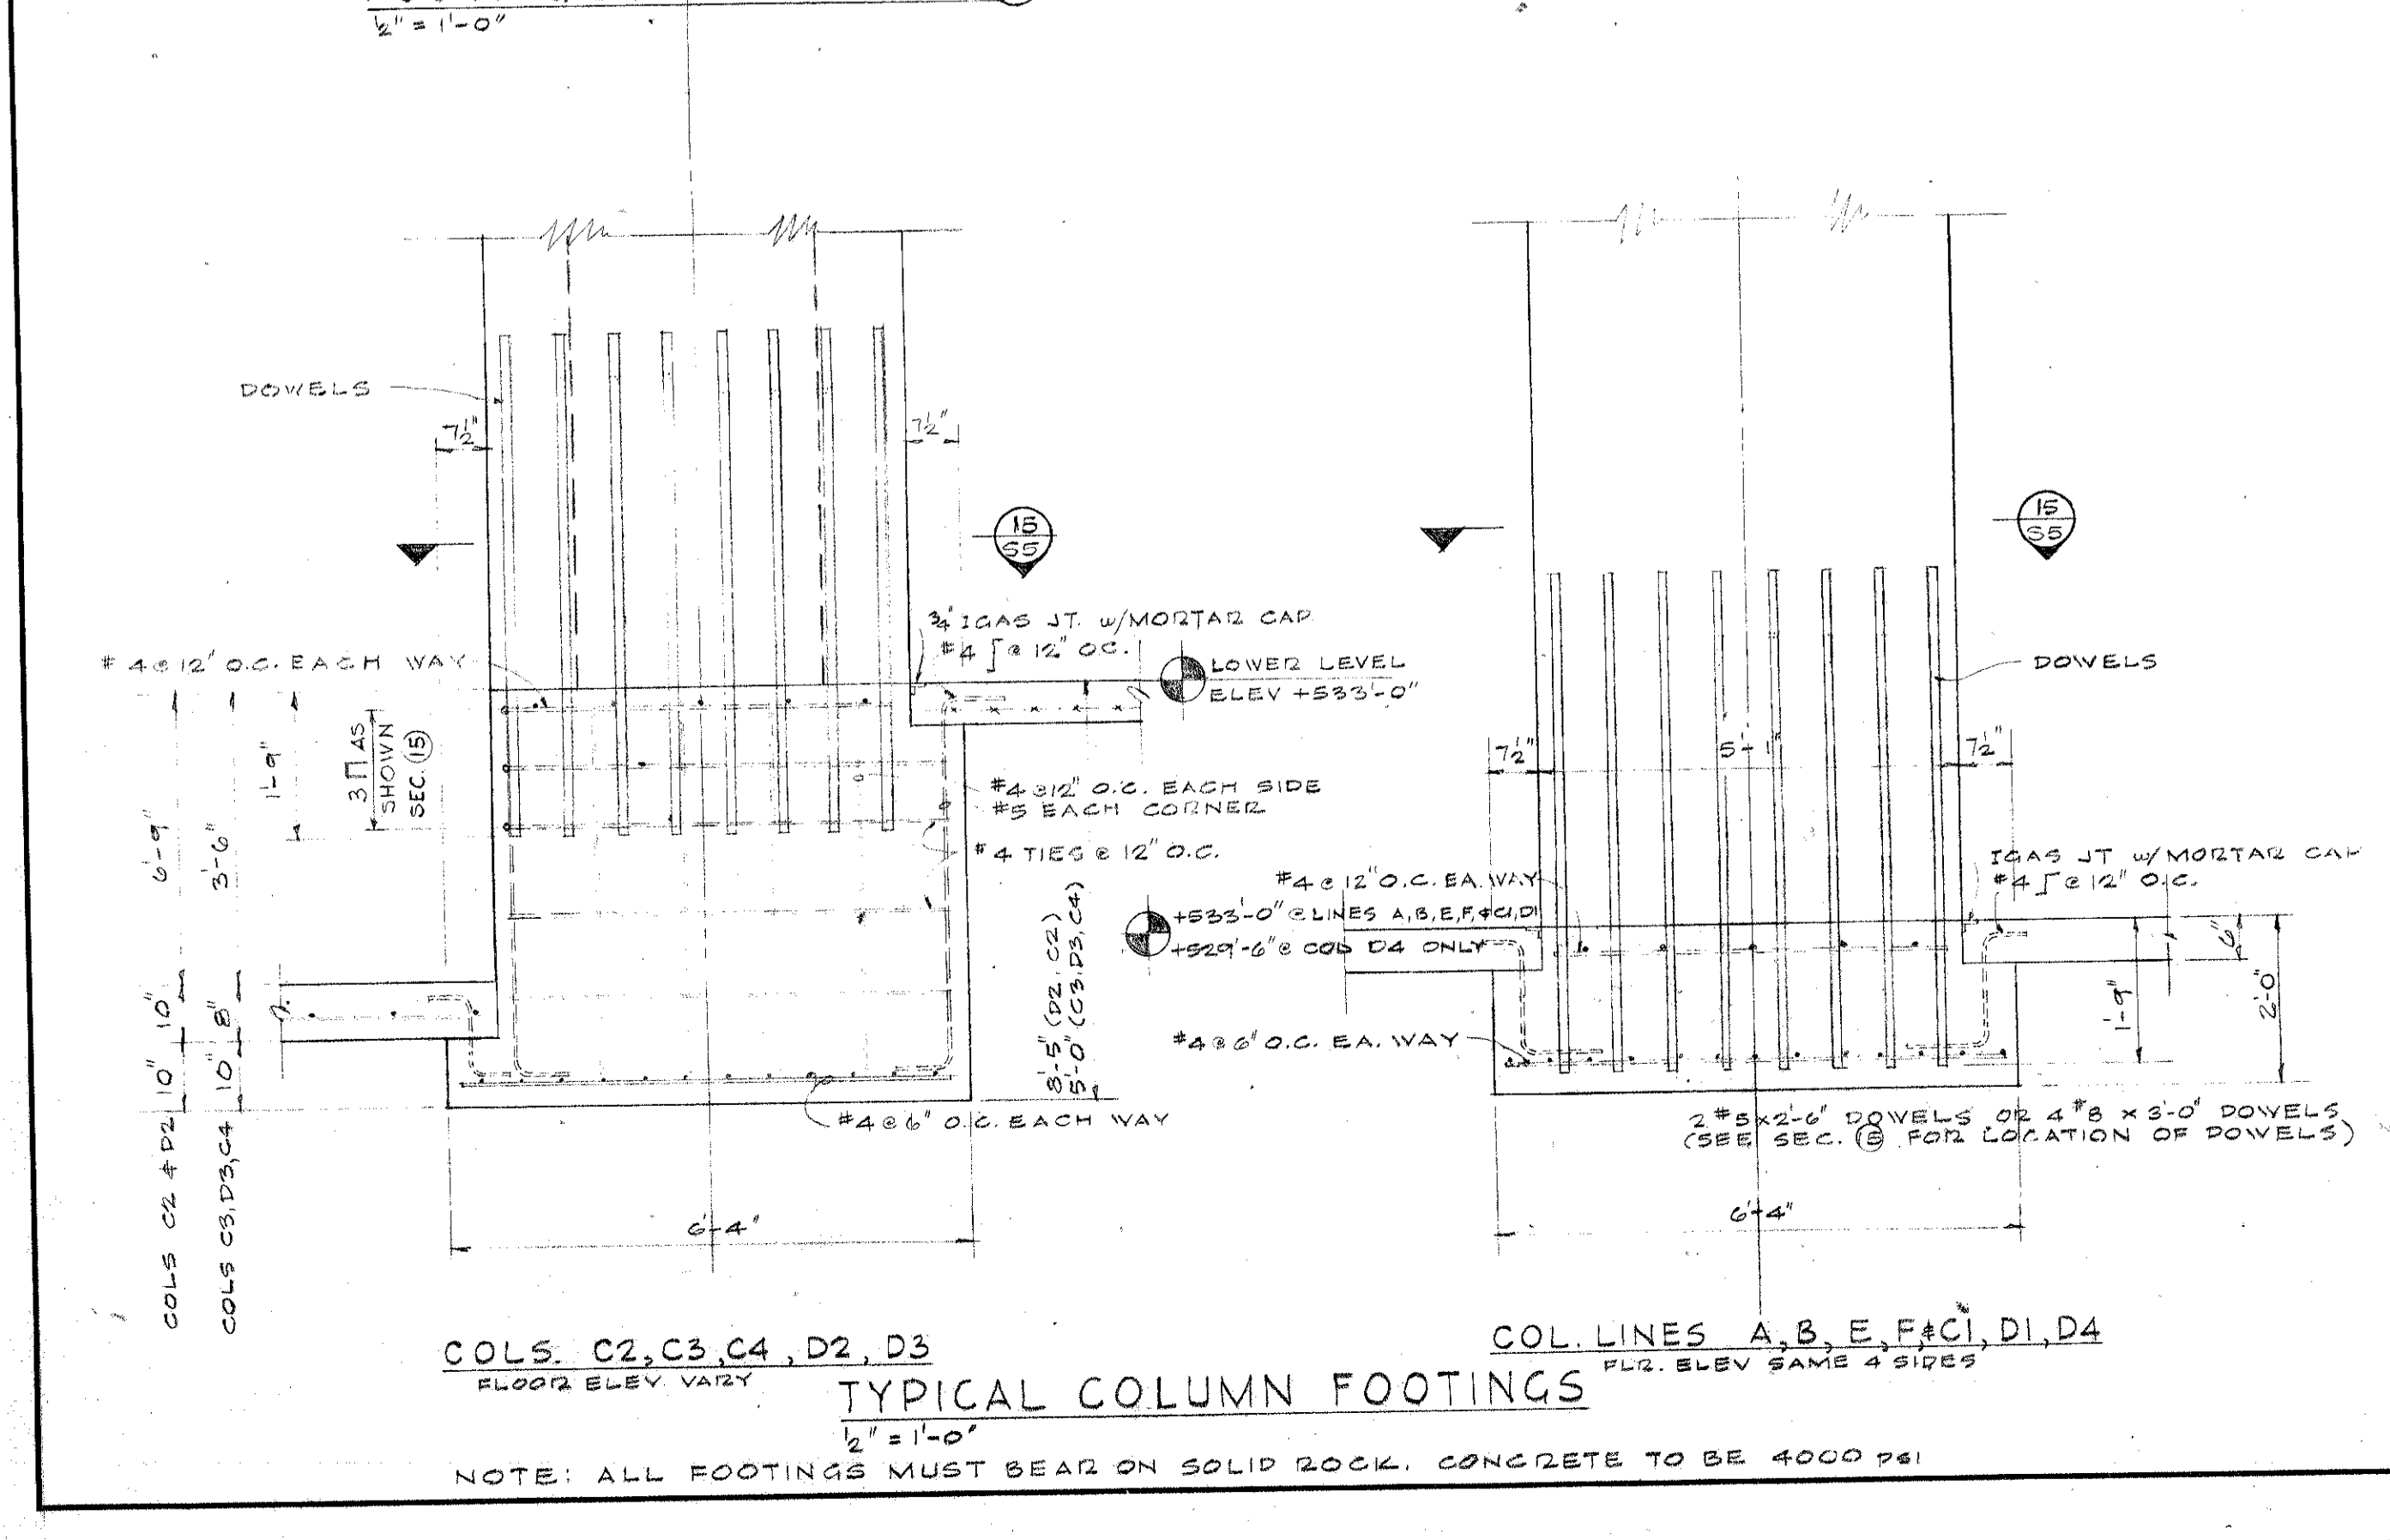 ½" = 1'-0"
DOWELS
7½"
7½"
15
S5
¾" IGAS JT. w/MORTAR CAP
#4 ʃ @ 12" O.C.
LOWER LEVEL
ELEV +533'-0"
#4 @ 12" O.C. EACH WAY
1'-9"
3 ⊓ AS
SHOWN
SEC. 15
6'-9"
3'-6"
#4 @ 12" O.C. EACH SIDE
#5 EACH CORNER
#4 TIES @ 12" O.C.
8'-5" (D2, C2)
5'-0" (C3, D3, C4)
COLS C2 & D2 10" 10"
COLS C3, D3, C4 10" 8"
#4 @ 6" O.C. EACH WAY
6'-4"
COLS. C2, C3, C4, D2, D3
FLOOR ELEV. VARY
15
S5
DOWELS
7½"
5'-1"
7½"
IGAS JT w/MORTAR CAP
#4 ʃ @ 12" O.C.
#4 @ 12" O.C. EA. WAY
+533'-0" @ LINES A, B, E, F, & C1, D1
+529'-6" @ COL D4 ONLY
6"
1'-9"
2'-0"
#4 @ 6" O.C. EA. WAY
2 #5 x 2'-6" DOWELS OR 4 #8 x 3'-0" DOWELS
(SEE SEC. 15 FOR LOCATION OF DOWELS)
6'-4"
COL. LINES A, B, E, F, & C1, D1, D4
FLR. ELEV SAME 4 SIDES
TYPICAL COLUMN FOOTINGS
½" = 1'-0"
NOTE: ALL FOOTINGS MUST BEAR ON SOLID ROCK. CONCRETE TO BE 4000 PSI